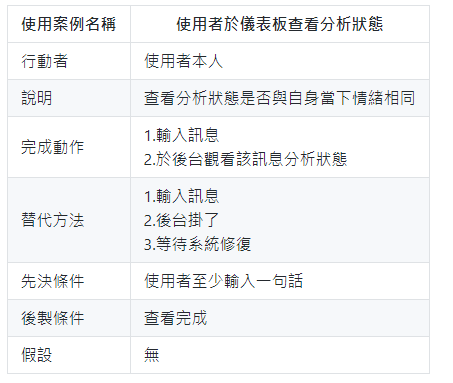 使用案例名稱 使用者於儀表板查看分析狀態
行動者 使用者本人
說明 查看分析狀態是否與自身當下情緒相同
完成動作 1.輸入訊息
2.於後台觀看該訊息分析狀態
替代方法 1.輸入訊息
2.後台掛了
3.等待系統修復
先決條件 使用者至少輸入一句話
後製條件 查看完成
假設 無